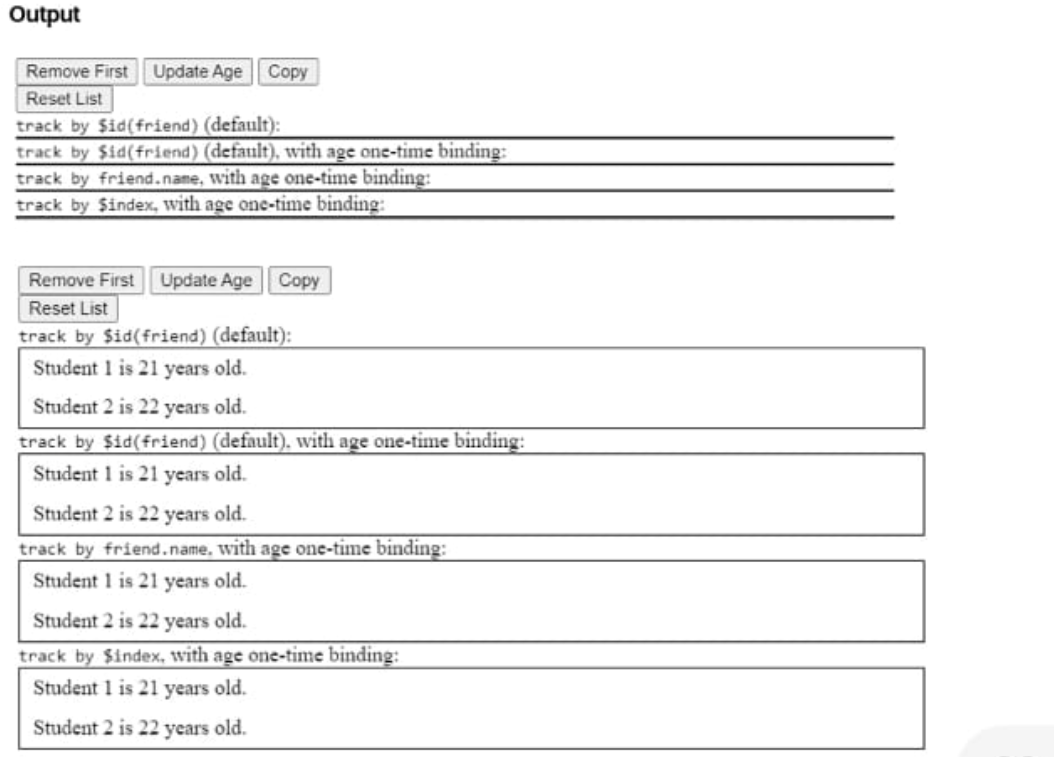 Output
Remove First Update Age Copy
Reset List
track by $id(friend) (default):
track by $id(friend) (default), with age one-time binding:
track by friend.name, with age one-time binding:
track by $index, with age one-time binding:
Remove First Update Age Copy
Reset List
track by $id(friend) (default):
Student 1 is 21 years old.
Student 2 is 22 years old.
track by $id(friend) (default), with age one-time binding:
Student 1 is 21 years old.
Student 2 is 22 years old.
track by friend.name, with age one-time binding:
Student 1 is 21 years old.
Student 2 is 22 years old.
track by $index, with age one-time binding:
Student 1 is 21 years old.
Student 2 is 22 years old.